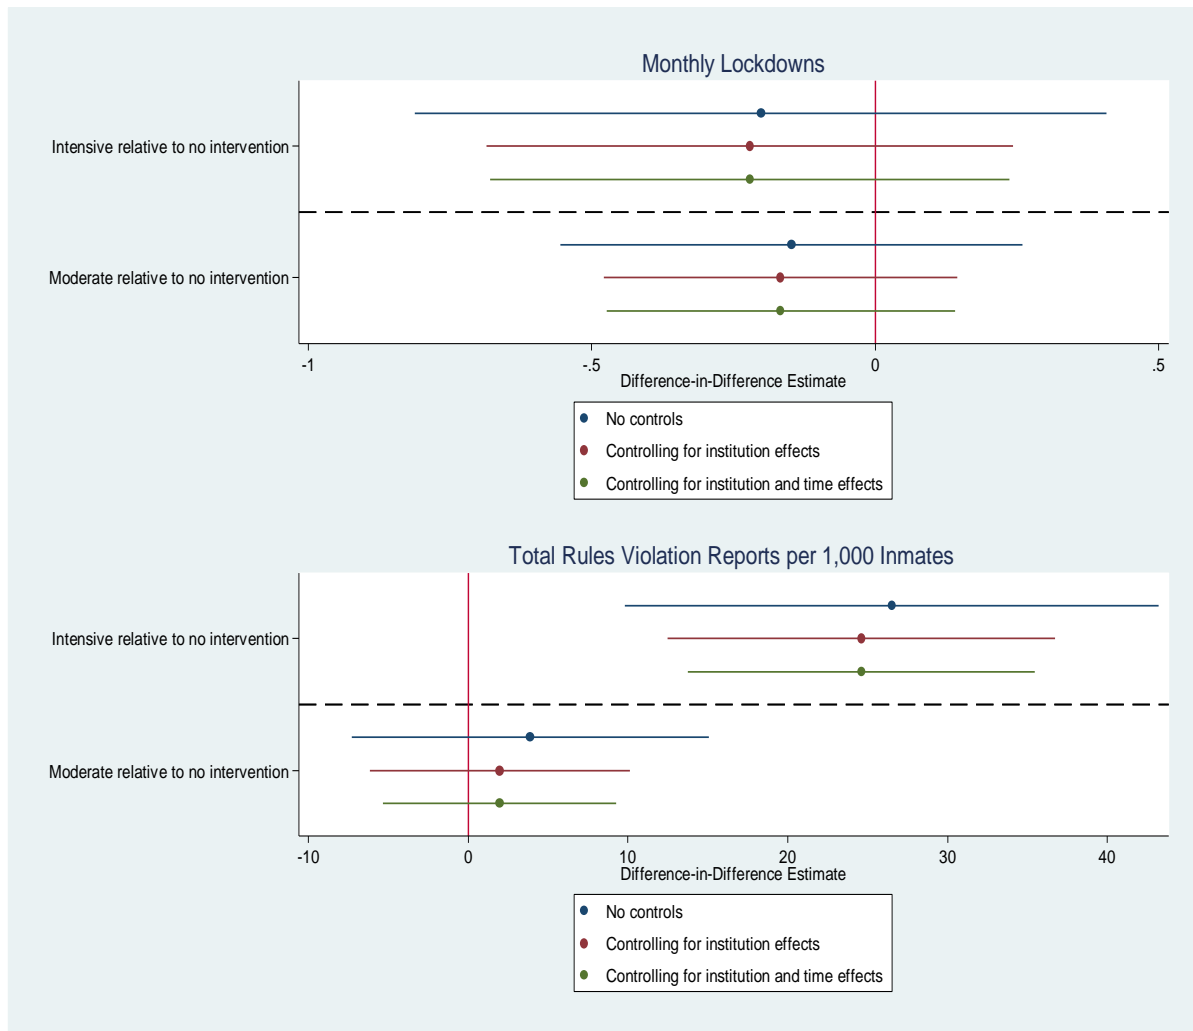 Monthly Lockdowns
Intensive relative to no intervention
Moderate relative to no intervention
-1
-.5
0
.5
Difference-in-Difference Estimate
No controls
Controlling for institution effects
Controlling for institution and time effects
Total Rules Violation Reports per 1,000 Inmates
Intensive relative to no intervention
Moderate relative to no intervention
-10
0
10
20
30
40
Difference-in-Difference Estimate
No controls
Controlling for institution effects
Controlling for institution and time effects